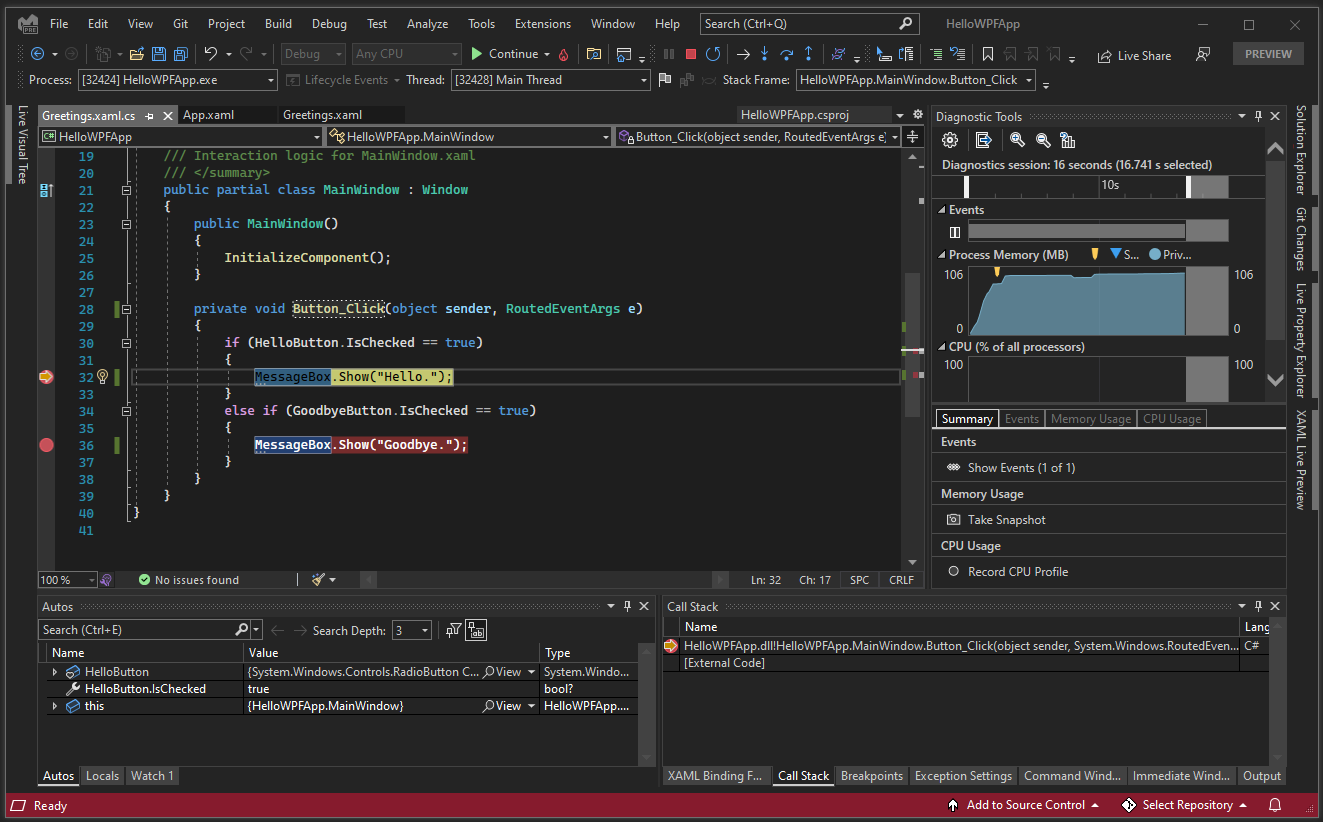 PRE File Edit View Git Project Build Debug Test Analyze Tools Extensions Window Help Search (Ctrl+Q) HelloWPFApp
Debug Any CPU Continue Live Share PREVIEW
Process: [32424] HelloWPFApp.exe Lifecycle Events Thread: [32428] Main Thread Stack Frame: HelloWPFApp.MainWindow.Button_Click
Live Visual Tree
Greetings.xaml.cs App.xaml Greetings.xaml HelloWPFApp.csproj
C# HelloWPFApp HelloWPFApp.MainWindow Button_Click(object sender, RoutedEventArgs e)
19 /// Interaction logic for MainWindow.xaml
20 /// </summary>
21 public partial class MainWindow : Window
22 {
23 public MainWindow()
24 {
25 InitializeComponent();
26 }
27
28 private void Button_Click(object sender, RoutedEventArgs e)
29 {
30 if (HelloButton.IsChecked == true)
31 {
32 MessageBox.Show("Hello.");
33 }
34 else if (GoodbyeButton.IsChecked == true)
35 {
36 MessageBox.Show("Goodbye.");
37 }
38 }
39 }
40 }
41
100 % No issues found Ln: 32 Ch: 17 SPC CRLF
Diagnostic Tools
Diagnostics session: 16 seconds (16.741 s selected)
10s
Events
Process Memory (MB) S... Priv...
106 106
0 0
CPU (% of all processors)
100 100
Summary Events Memory Usage CPU Usage
Events
Show Events (1 of 1)
Memory Usage
Take Snapshot
CPU Usage
Record CPU Profile
Solution Explorer
Git Changes
Live Property Explorer
XAML Live Preview
Autos
Search (Ctrl+E) Search Depth: 3
Name Value Type
HelloButton {System.Windows.Controls.RadioButton C... View System.Windo...
HelloButton.IsChecked true bool?
this {HelloWPFApp.MainWindow} View HelloWPFApp....
Autos Locals Watch 1
Call Stack
Name Lang
HelloWPFApp.dll!HelloWPFApp.MainWindow.Button_Click(object sender, System.Windows.RoutedEven... C#
[External Code]
XAML Binding F... Call Stack Breakpoints Exception Settings Command Wind... Immediate Wind... Output
Ready Add to Source Control Select Repository